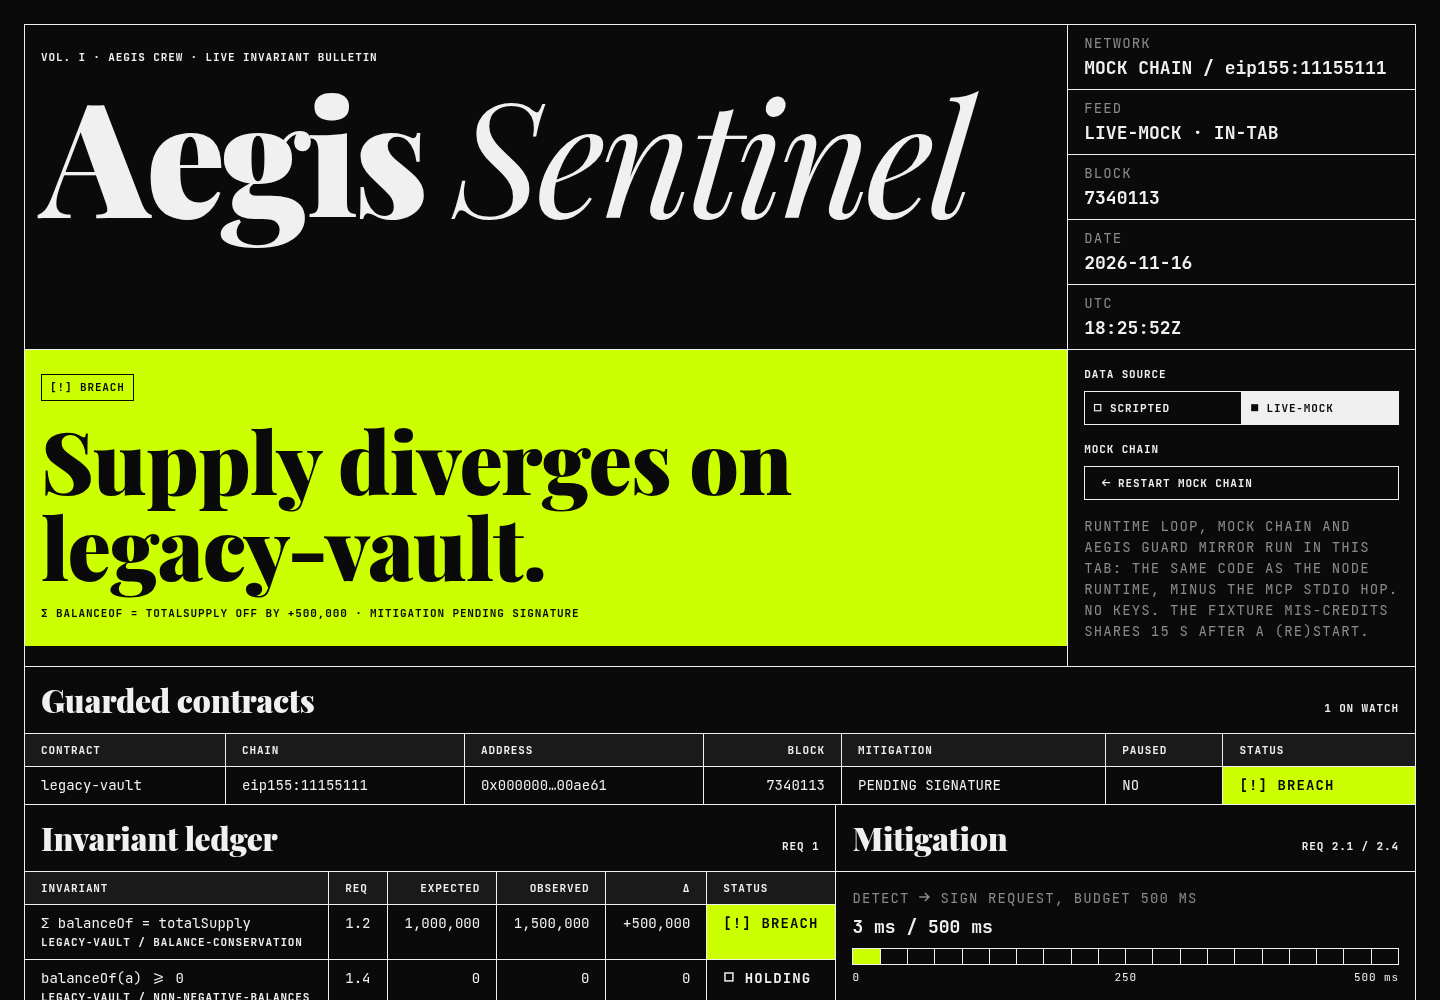 VOL. I · AEGIS CREW · LIVE INVARIANT BULLETIN
Aegis Sentinel
NETWORK
MOCK CHAIN / eip155:11155111
FEED
LIVE-MOCK · IN-TAB
BLOCK
7340113
DATE
2026-11-16
UTC
18:25:52Z
[!] BREACH
Supply diverges on
legacy-vault.
Σ BALANCEOF = TOTALSUPPLY OFF BY +500,000 · MITIGATION PENDING SIGNATURE
DATA SOURCE
□ SCRIPTED ■ LIVE-MOCK
MOCK CHAIN
← RESTART MOCK CHAIN
RUNTIME LOOP, MOCK CHAIN AND
AEGIS GUARD MIRROR RUN IN THIS
TAB: THE SAME CODE AS THE NODE
RUNTIME, MINUS THE MCP STDIO HOP.
NO KEYS. THE FIXTURE MIS-CREDITS
SHARES 15 S AFTER A (RE)START.
Guarded contracts 1 ON WATCH
CONTRACT CHAIN ADDRESS BLOCK MITIGATION PAUSED STATUS
legacy-vault eip155:11155111 0x000000…00ae61 7340113 PENDING SIGNATURE NO [!] BREACH
Invariant ledger REQ 1
INVARIANT REQ EXPECTED OBSERVED Δ STATUS
Σ balanceOf = totalSupply 1.2 1,000,000 1,500,000 +500,000 [!] BREACH
LEGACY-VAULT / BALANCE-CONSERVATION
balanceOf(a) ⩾ 0 1.4 0 0 0 □ HOLDING
LEGACY-VAULT / NON-NEGATIVE-BALANCES
Mitigation REQ 2.1 / 2.4
DETECT → SIGN REQUEST, BUDGET 500 MS
3 ms / 500 ms
0 250 500 ms